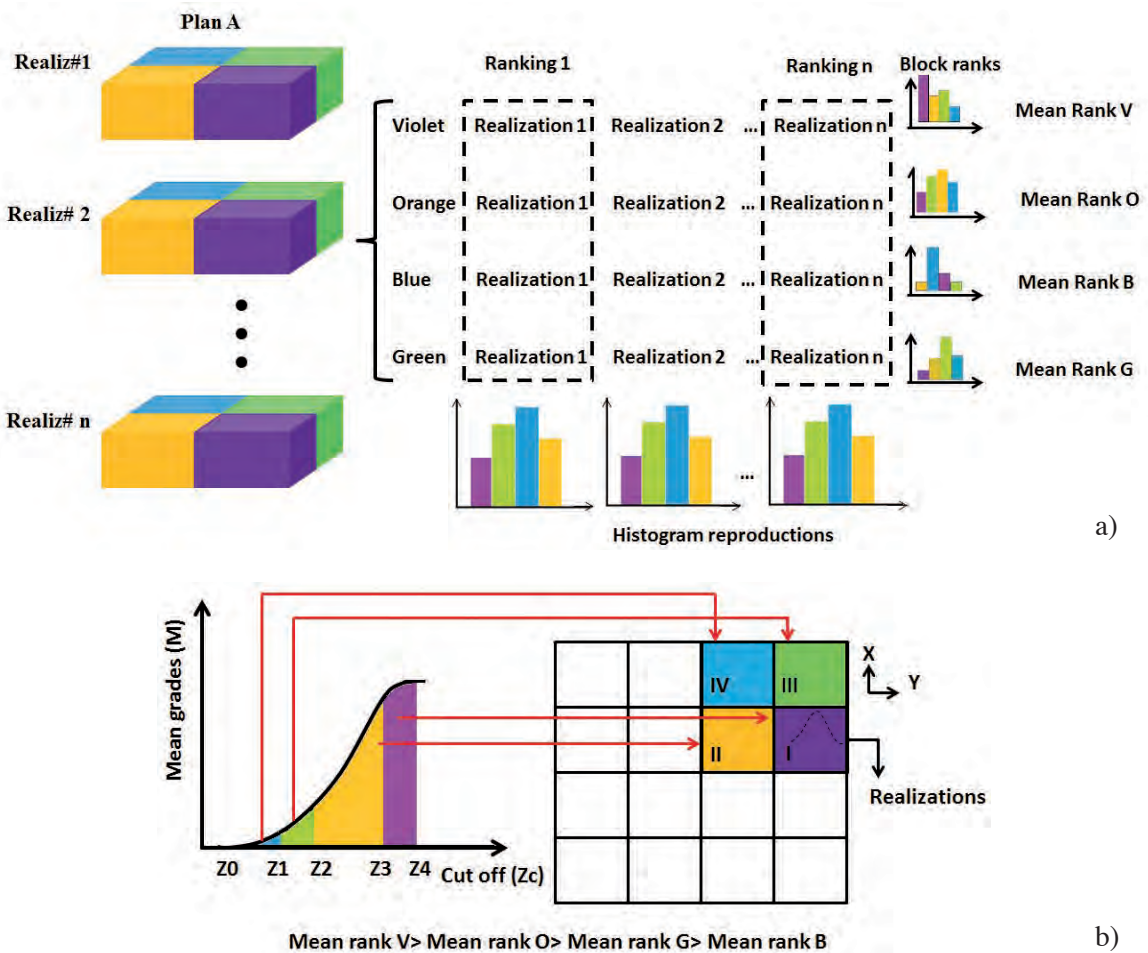 Plan A
Realiz#1
Ranking 1 Ranking n Block ranks
Violet Realization 1 Realization 2 ... Realization n Mean Rank V
Realiz# 2
Orange Realization 1 Realization 2 ... Realization n Mean Rank O
Blue Realization 1 Realization 2 ... Realization n Mean Rank B
Green Realization 1 Realization 2 ... Realization n Mean Rank G
Realiz# n
...
Histogram reproductions
a)
Mean grades (M)
IV III X Y
II I
Realizations
Z0 Z1 Z2 Z3 Z4 Cut off (Zc)
Mean rank V> Mean rank O> Mean rank G> Mean rank B
b)